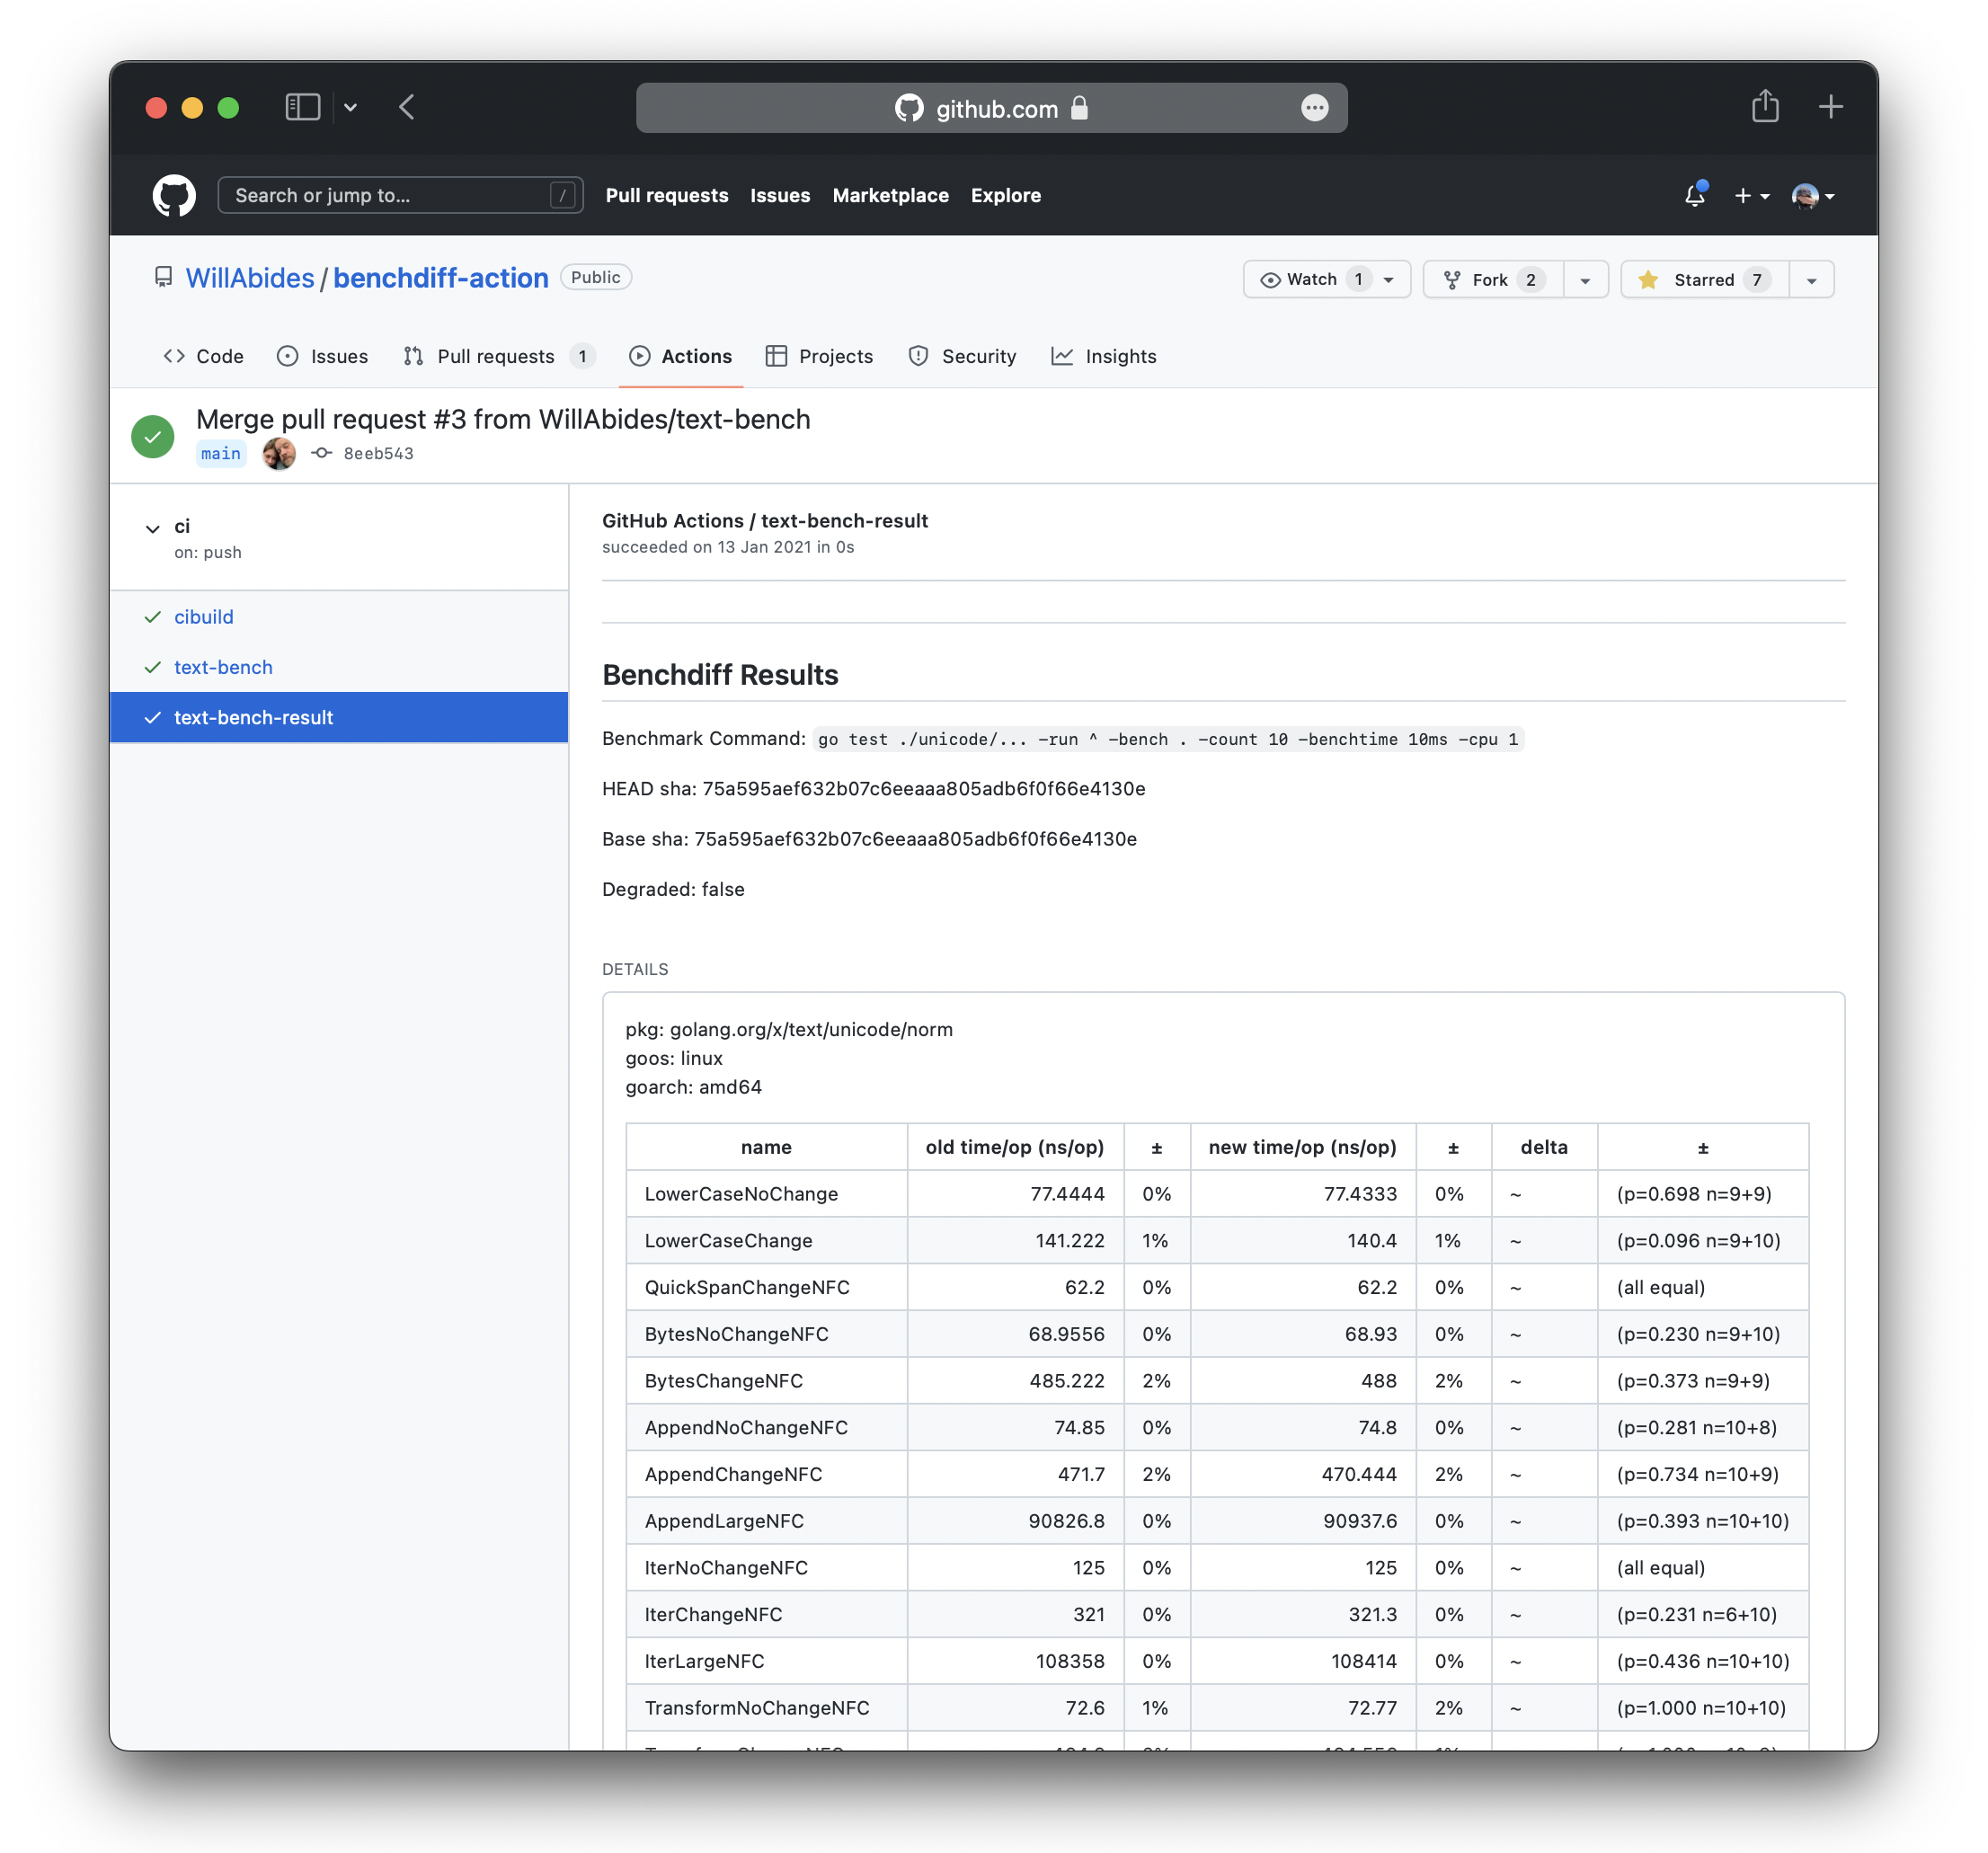 github.com
Search or jump to... /
Pull requests Issues Marketplace Explore
WillAbides / benchdiff-action Public
Watch 1 Fork 2 Starred 7
Code Issues Pull requests 1 Actions Projects Security Insights
Merge pull request #3 from WillAbides/text-bench
main 8eeb543
ci
on: push
cibuild
text-bench
text-bench-result
GitHub Actions / text-bench-result
succeeded on 13 Jan 2021 in 0s
Benchdiff Results
Benchmark Command: go test ./unicode/... -run ^ -bench . -count 10 -benchtime 10ms -cpu 1
HEAD sha: 75a595aef632b07c6eeaaa805adb6f0f66e4130e
Base sha: 75a595aef632b07c6eeaaa805adb6f0f66e4130e
Degraded: false
DETAILS
pkg: golang.org/x/text/unicode/norm
goos: linux
goarch: amd64
name old time/op (ns/op) ± new time/op (ns/op) ± delta ±
LowerCaseNoChange 77.4444 0% 77.4333 0% ~ (p=0.698 n=9+9)
LowerCaseChange 141.222 1% 140.4 1% ~ (p=0.096 n=9+10)
QuickSpanChangeNFC 62.2 0% 62.2 0% ~ (all equal)
BytesNoChangeNFC 68.9556 0% 68.93 0% ~ (p=0.230 n=9+10)
BytesChangeNFC 485.222 2% 488 2% ~ (p=0.373 n=9+9)
AppendNoChangeNFC 74.85 0% 74.8 0% ~ (p=0.281 n=10+8)
AppendChangeNFC 471.7 2% 470.444 2% ~ (p=0.734 n=10+9)
AppendLargeNFC 90826.8 0% 90937.6 0% ~ (p=0.393 n=10+10)
IterNoChangeNFC 125 0% 125 0% ~ (all equal)
IterChangeNFC 321 0% 321.3 0% ~ (p=0.231 n=6+10)
IterLargeNFC 108358 0% 108414 0% ~ (p=0.436 n=10+10)
TransformNoChangeNFC 72.6 1% 72.77 2% ~ (p=1.000 n=10+10)